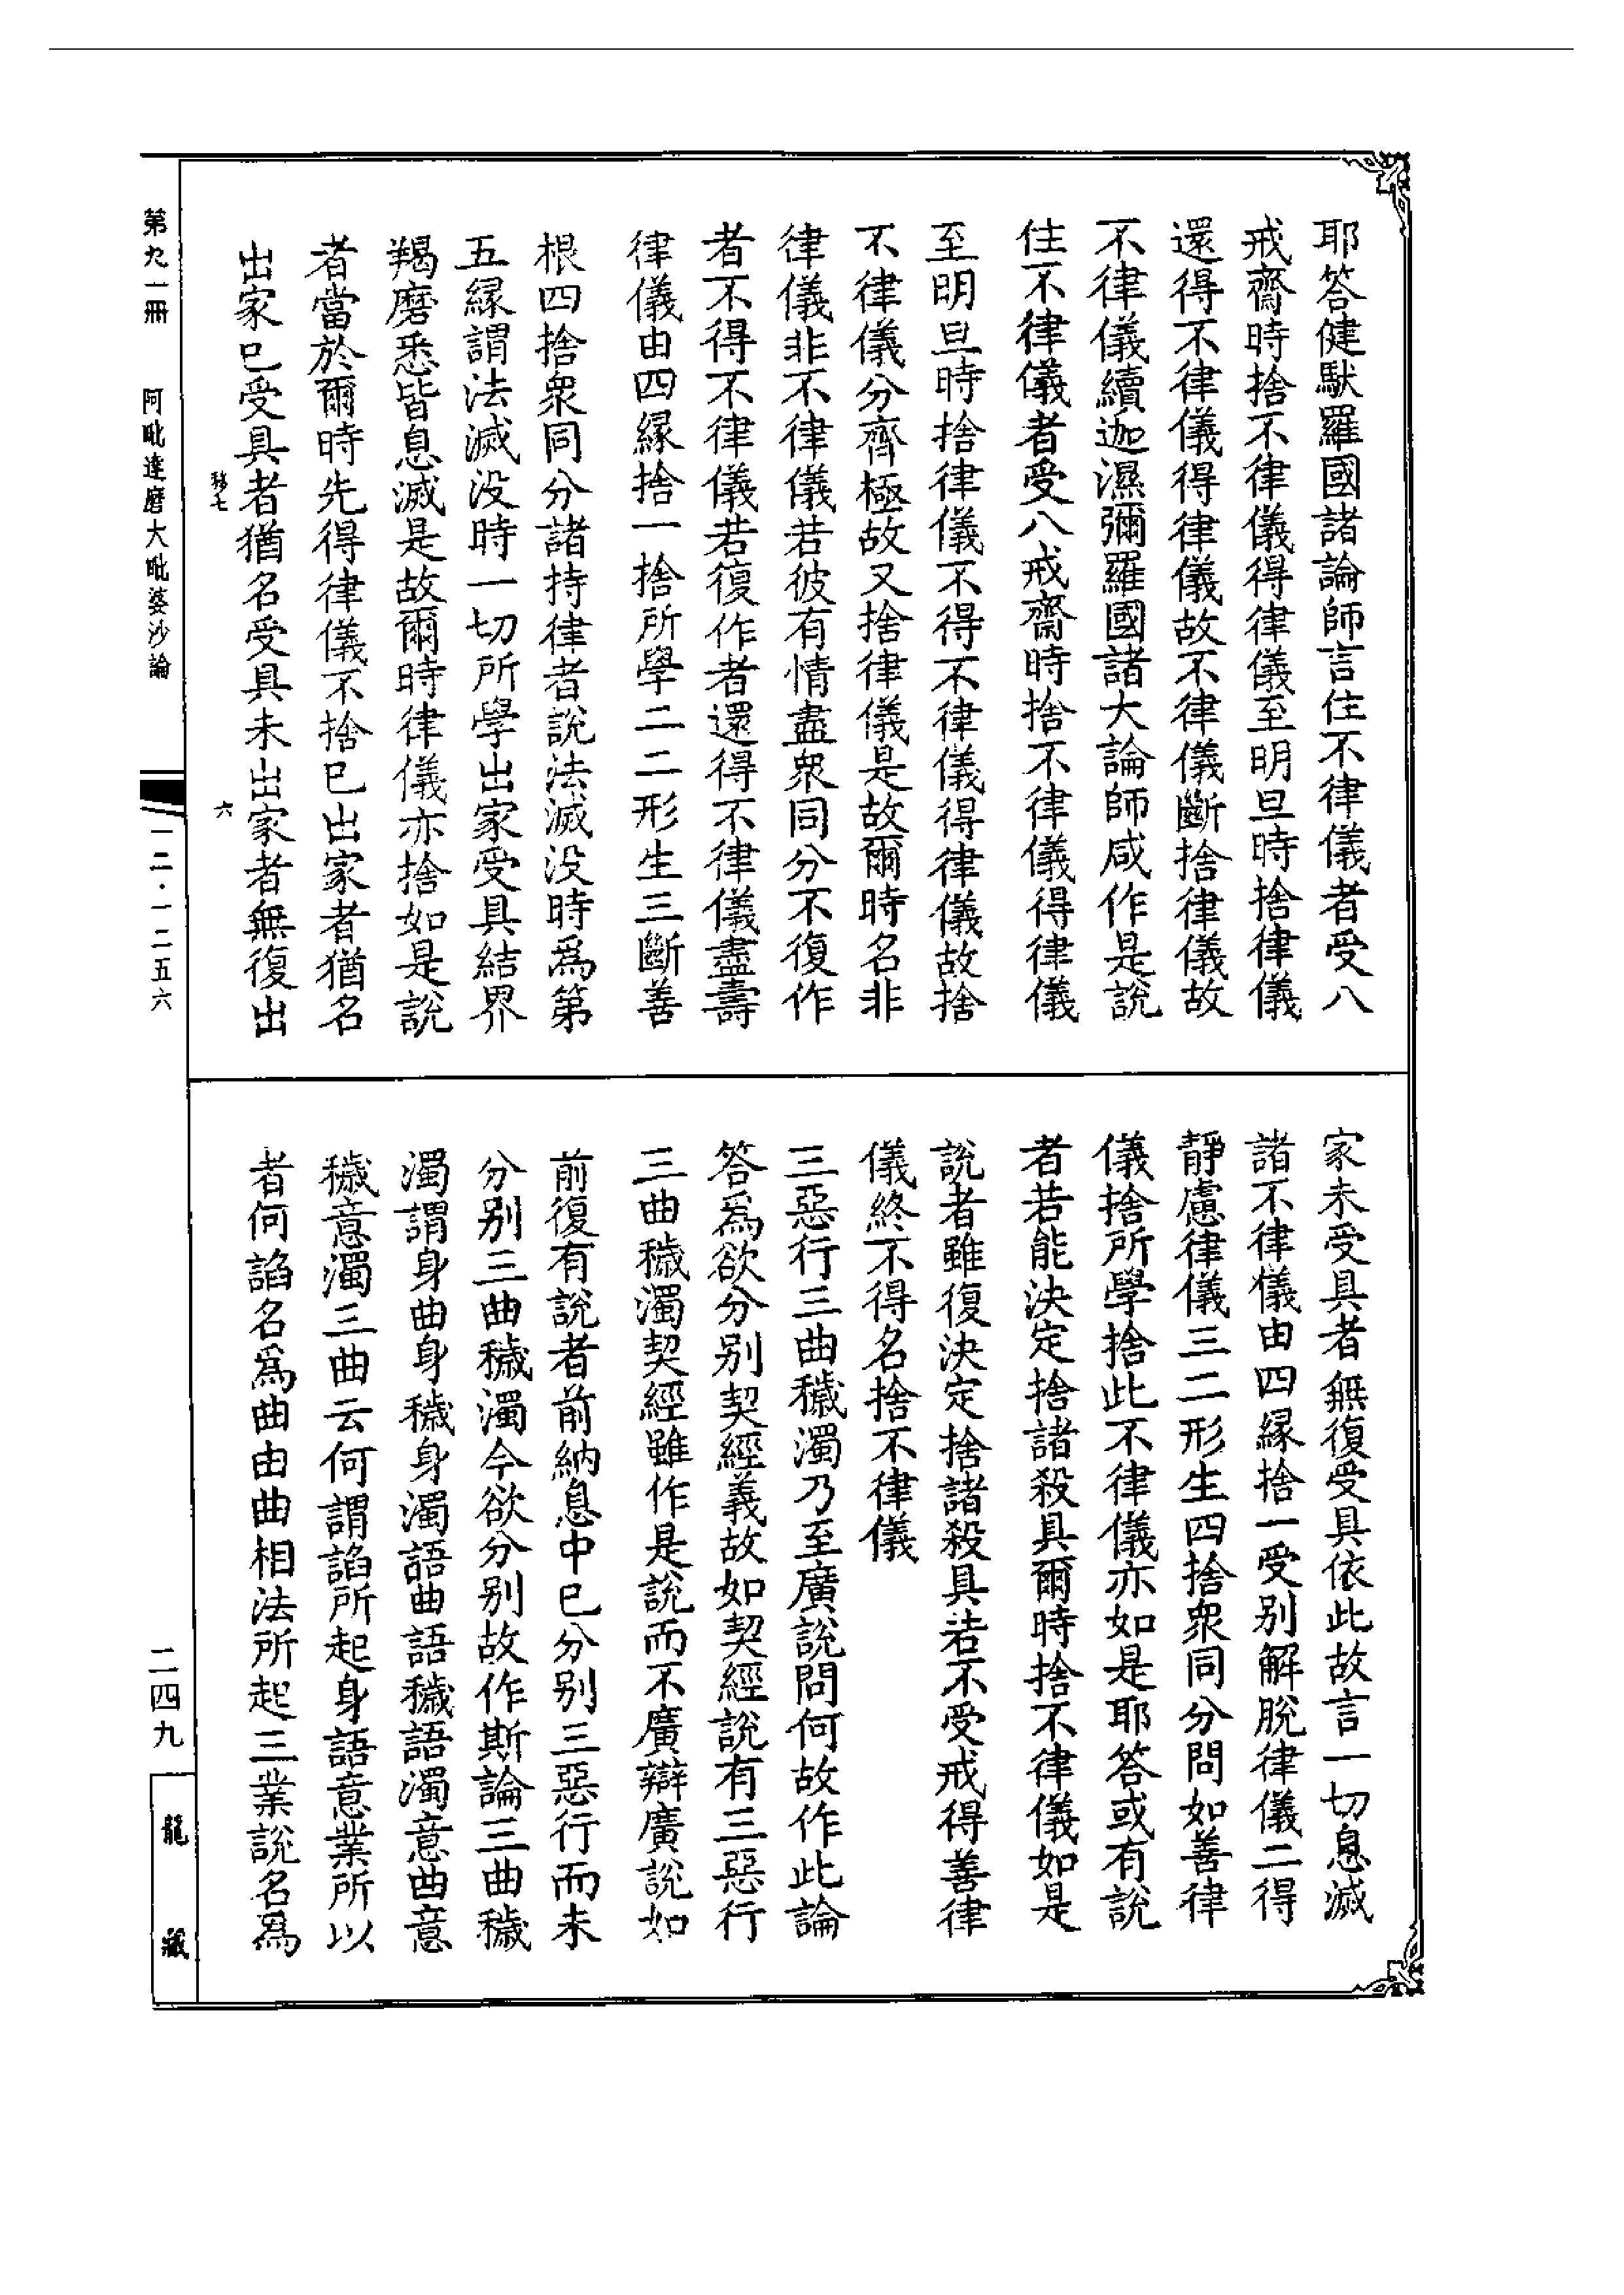 耶答健馱羅國諸論師言住不律儀者受八
戒齋時捨不律儀得律儀至明旦時捨律儀
還得不律儀得律儀故不律儀斷捨律儀故
不律儀續迦濕彌羅國諸大論師咸作是說
住不律儀者受八戒齋時捨不律儀得律儀
至明旦時捨律儀不得不律儀得律儀故捨
不律儀分齊極故又捨律儀是故爾時名非
律儀非不律儀若彼有情盡眾同分不復作
者不得不律儀若復作者還得不律儀盡壽
律儀由四緣捨一捨所學二二形生三斷善
根四捨眾同分諸持律者說法滅沒時為第
五緣謂法滅沒時一切所學出家受具結界
羯磨悉皆息滅是故爾時律儀亦捨如是說
者當於爾時先得律儀不捨已出家者猶名
出家已受具者猶名受具未出家者無復出
家未受具者無復受具依此故言一切息滅
諸不律儀由四緣捨一受別解脫律儀二得
靜慮律儀三二形生四捨眾同分問如善律
儀捨所學捨此不律儀亦如是耶答或有說
者若能決定捨諸殺具爾時捨不律儀如是
說者雖復決定捨諸殺具若不受戒得善律
儀終不得名捨不律儀
三惡行三曲穢濁乃至廣說問何故作此論
答為欲分別契經義故如契經說有三惡行
三曲穢濁契經雖作是說而不廣辯廣說如
前復有說者前納息中已分別三惡行而未
分別三曲穢濁今欲分別故作斯論三曲穢
濁謂身曲身穢身濁語曲語穢語濁意曲意
穢意濁三曲云何謂諂所起身語意業所以
者何諂名為曲由曲相法所起三業說名為
第九一冊
阿毗達磨大毗婆沙論
一二·一二五六
二四九
龍藏
移七
六